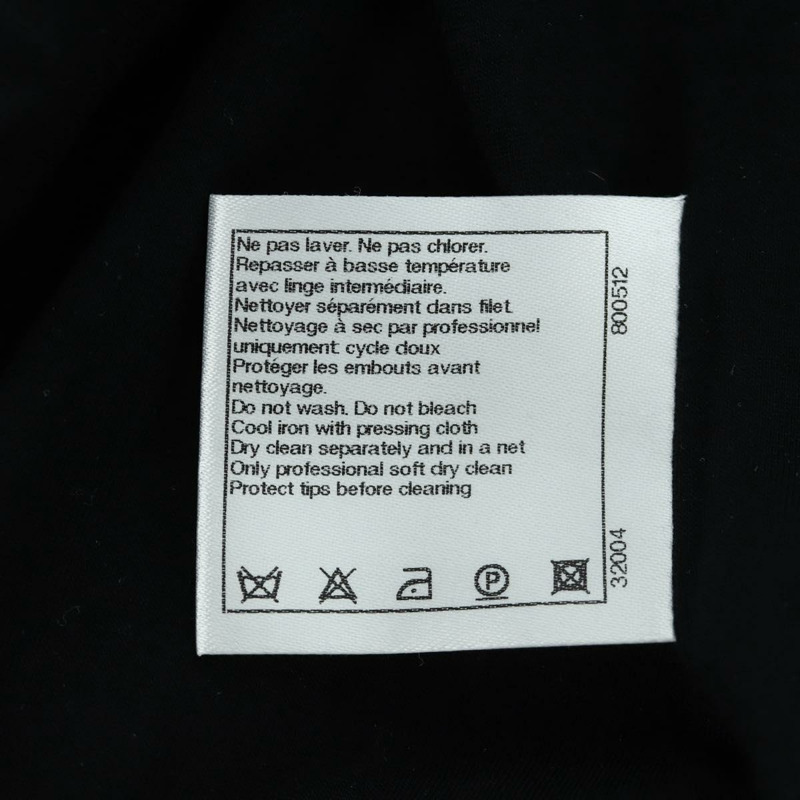 Ne pas laver. Ne pas chlorer.
Repasser à basse température
avec linge intermédiaire.
Nettoyer séparément dans filet
Nettoyage à sec par professionnel
uniquement: cycle doux
Protéger les embouts avant
nettoyage.
Do not wash. Do not bleach
Cool iron with pressing cloth
Dry clean separately and in a net
Only professional soft dry clean
Protect tips before cleaning
P
800512
32004